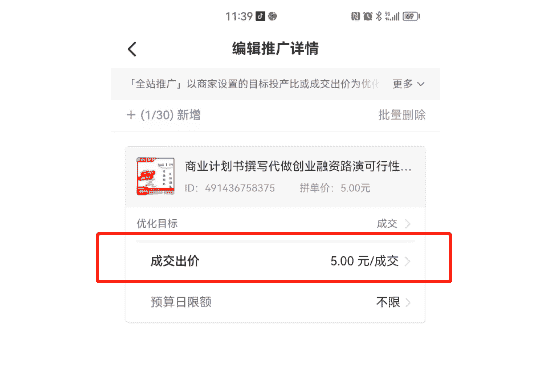 11:39
69
编辑推广详情
「全站推广」以商家设置的目标投产比或成交出价为优化
更多
+ (1/30) 新增
批量删除
商业计划书撰写代做创业融资路演可行性...
ID：491436758375 拼单价：5.00元
优化目标
成交
成交出价
5.00 元/成交
预算日限额
不限